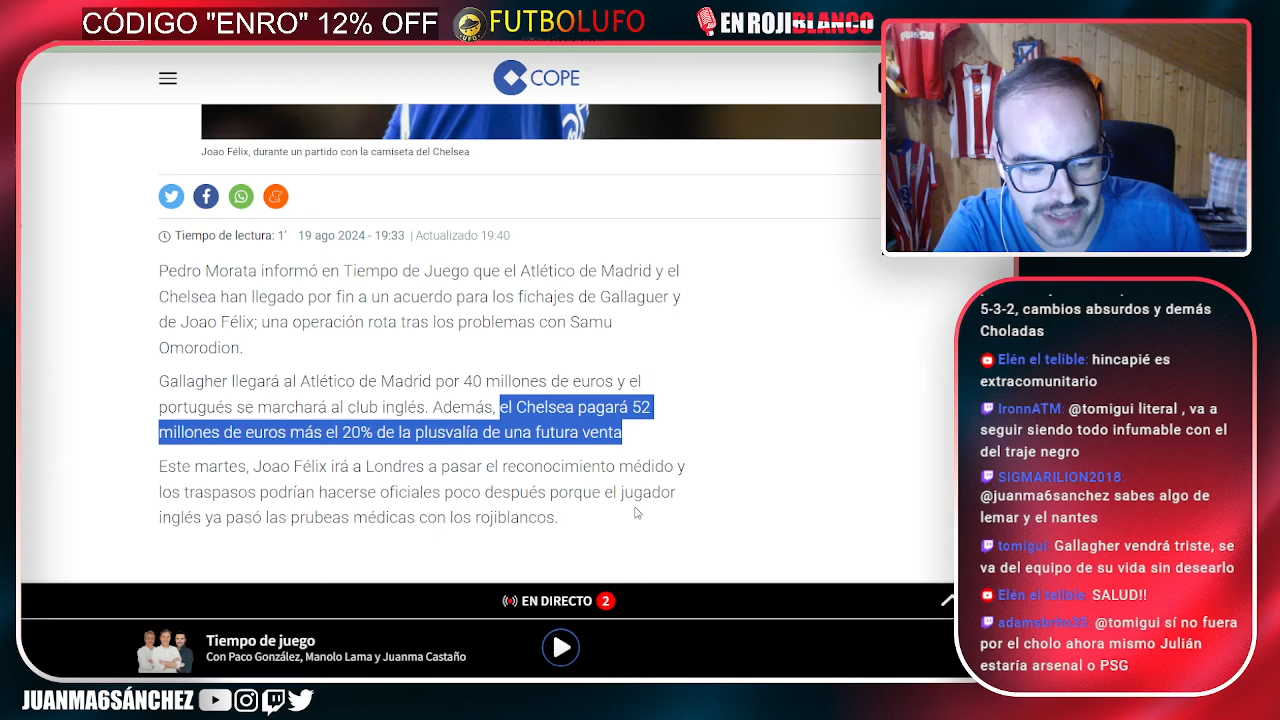 CÓDIGO "ENRO" 12% OFF
FUTBOLUFO
EN ROJIBLANCO
COPE
Joao Félix, durante un partido con la camiseta del Chelsea
Tiempo de lectura: 1' 19 ago 2024 - 19:33 | Actualizado 19:40
Pedro Morata informó en Tiempo de Juego que el Atlético de Madrid y el
Chelsea han llegado por fin a un acuerdo para los fichajes de Gallaguer y
de Joao Félix; una operación rota tras los problemas con Samu
Omorodion.
Gallagher llegará al Atlético de Madrid por 40 millones de euros y el
portugués se marchará al club inglés. Además, el Chelsea pagará 52
millones de euros más el 20% de la plusvalía de una futura venta
Este martes, Joao Félix irá a Londres a pasar el reconocimiento médido y
los traspasos podrían hacerse oficiales poco después porque el jugador
inglés ya pasó las prubeas médicas con los rojiblancos.
EN DIRECTO 2
Tiempo de juego
Con Paco González, Manolo Lama y Juanma Castaño
5-3-2, cambios absurdos y demás
Choladas
Elén el telible: hincapié es
extracomunitario
IronnATM: @tomigui literal , va a
seguir siendo todo infumable con el
del traje negro
SIGMARILION2018:
@juanma6sanchez sabes algo de
lemar y el nantes
tomigui: Gallagher vendrá triste, se
va del equipo de su vida sin desearlo
Elén el telible: SALUD!!
adamsbrito35: @tomigui sí no fuera
por el cholo ahora mismo Julián
estaría arsenal o PSG
JUANMA6SÁNCHEZ